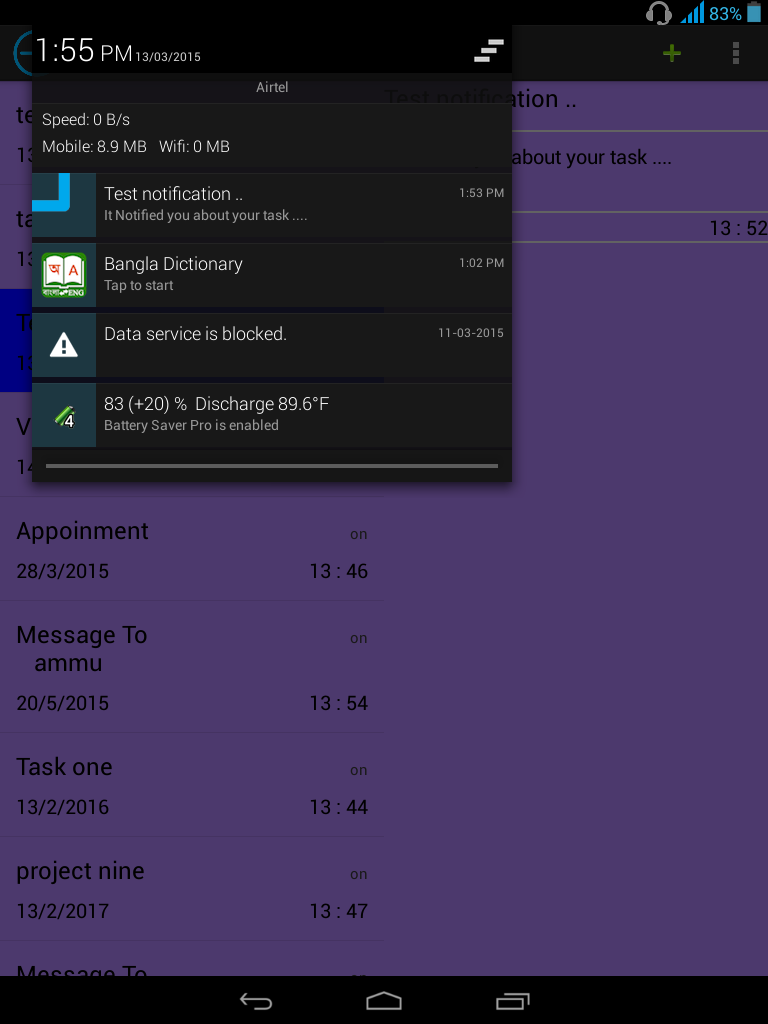 83%
1:55 PM 13/03/2015
Airtel
Speed: 0 B/s
Mobile: 8.9 MB Wifi: 0 MB
Test notification ..
1:53 PM
It Notified you about your task ....
অ A
বাংলা ENG
Bangla Dictionary
1:02 PM
Tap to start
Data service is blocked.
11-03-2015
4
83 (+20) % Discharge 89.6°F
Battery Saver Pro is enabled
Test notification ..
about your task ....
13 : 52
te
13
ta
13
T
13
V
14
Appoinment
on
28/3/2015
13 : 46
Message To
on
ammu
20/5/2015
13 : 54
Task one
on
13/2/2016
13 : 44
project nine
on
13/2/2017
13 : 47
Message To
on